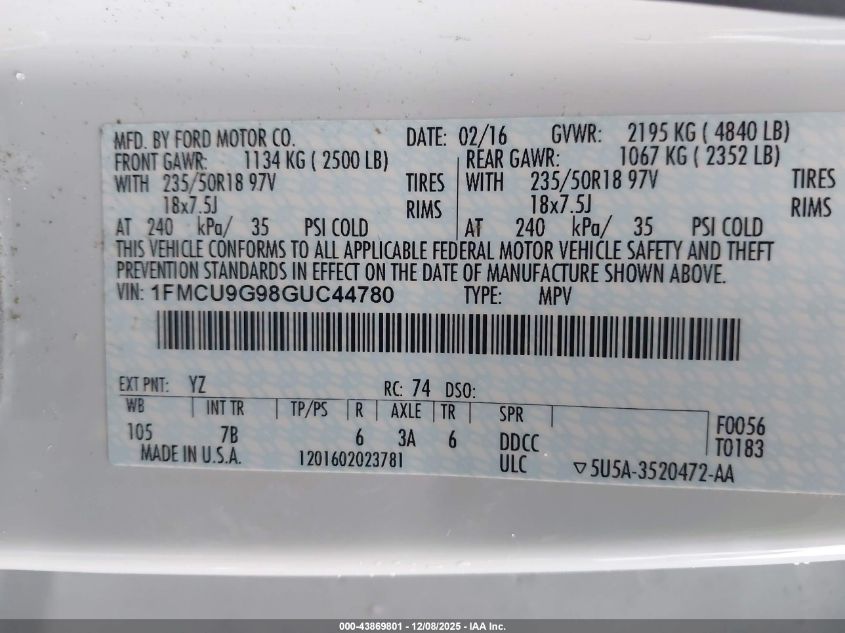 MFD. BY FORD MOTOR CO. DATE: 02/16 GVWR: 2195 KG ( 4840 LB)
FRONT GAWR: 1134 KG ( 2500 LB) REAR GAWR: 1067 KG ( 2352 LB)
WITH 235/50R18 97V TIRES WITH 235/50R18 97V TIRES
18x7.5J RIMS 18x7.5J RIMS
AT 240 kPa/ 35 PSI COLD AT 240 kPa/ 35 PSI COLD
THIS VEHICLE CONFORMS TO ALL APPLICABLE FEDERAL MOTOR VEHICLE SAFETY AND THEFT
PREVENTION STANDARDS IN EFFECT ON THE DATE OF MANUFACTURE SHOWN ABOVE.
VIN: 1FMCU9G98GUC44780 TYPE: MPV
EXT PNT: YZ RC: 74 DSO:
WB INT TR TP/PS R AXLE TR SPR F0056
105 7B 6 3A 6 DDCC T0183
MADE IN U.S.A. 1201602023781 ULC ▽5U5A-3520472-AA
000-43869801 - 12/08/2025 - IAA Inc.